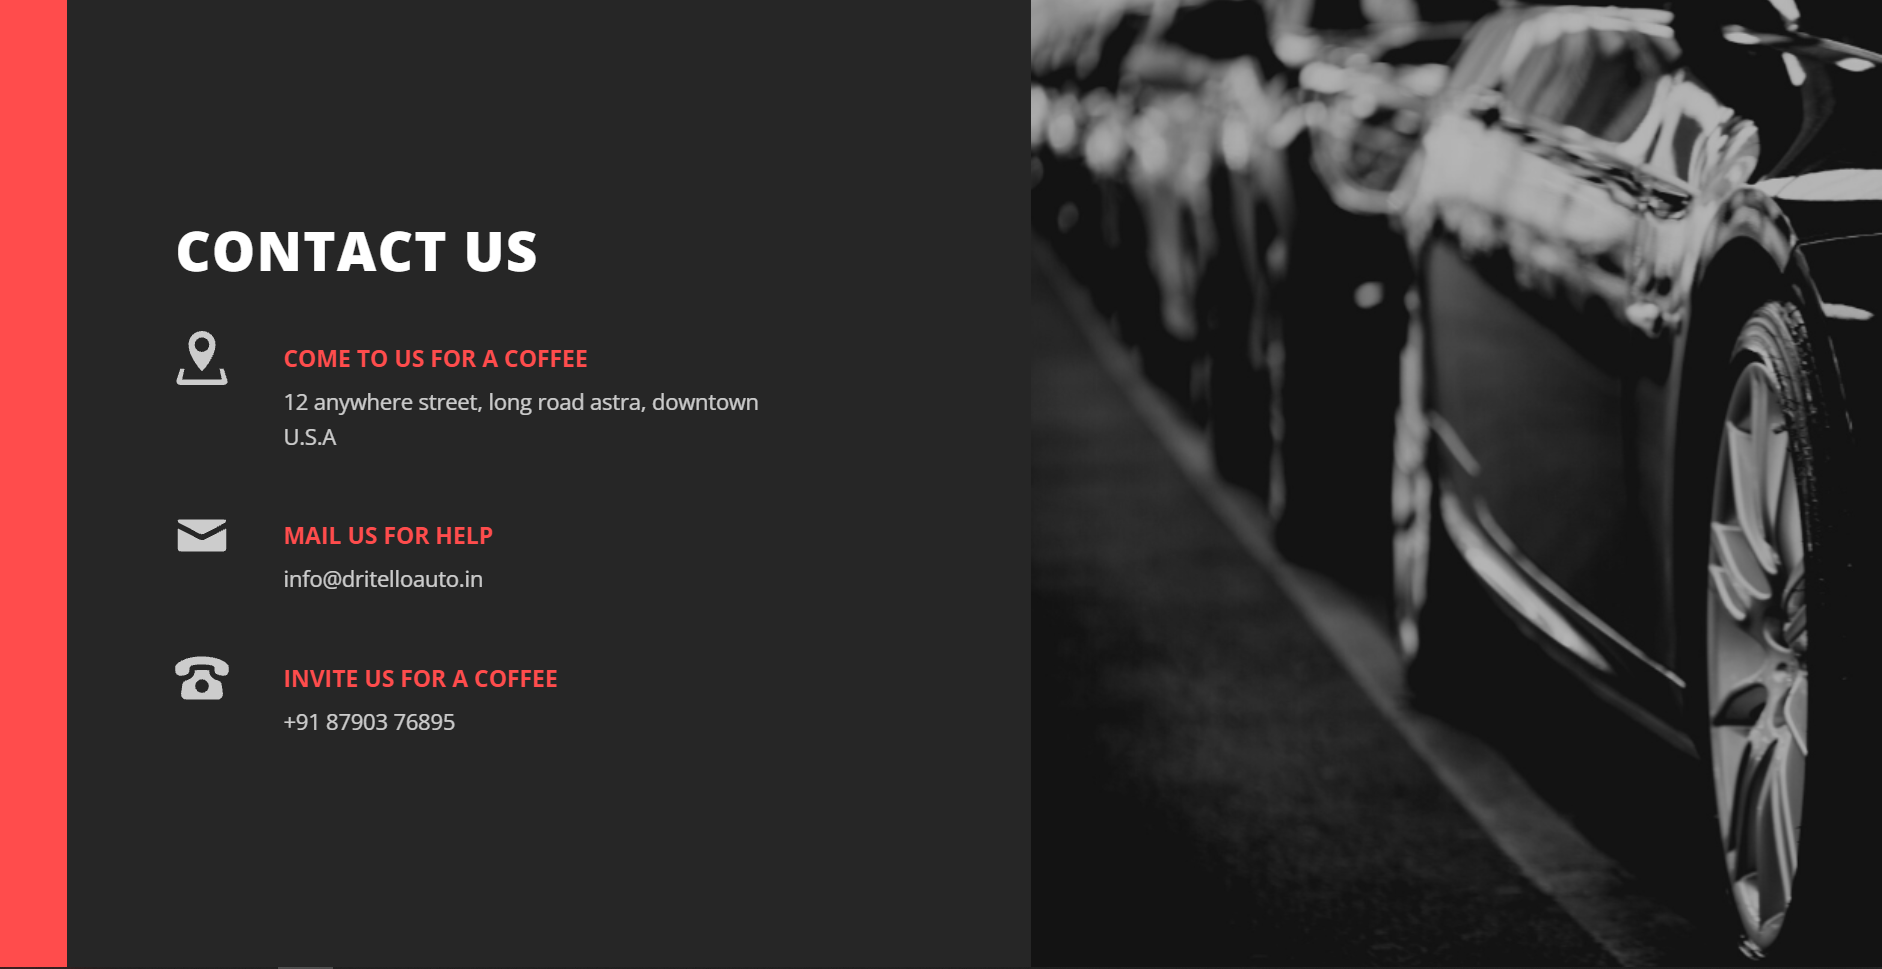 CONTACT US
COME TO US FOR A COFFEE
12 anywhere street, long road astra, downtown
U.S.A
MAIL US FOR HELP
info@dritelloauto.in
INVITE US FOR A COFFEE
+91 87903 76895